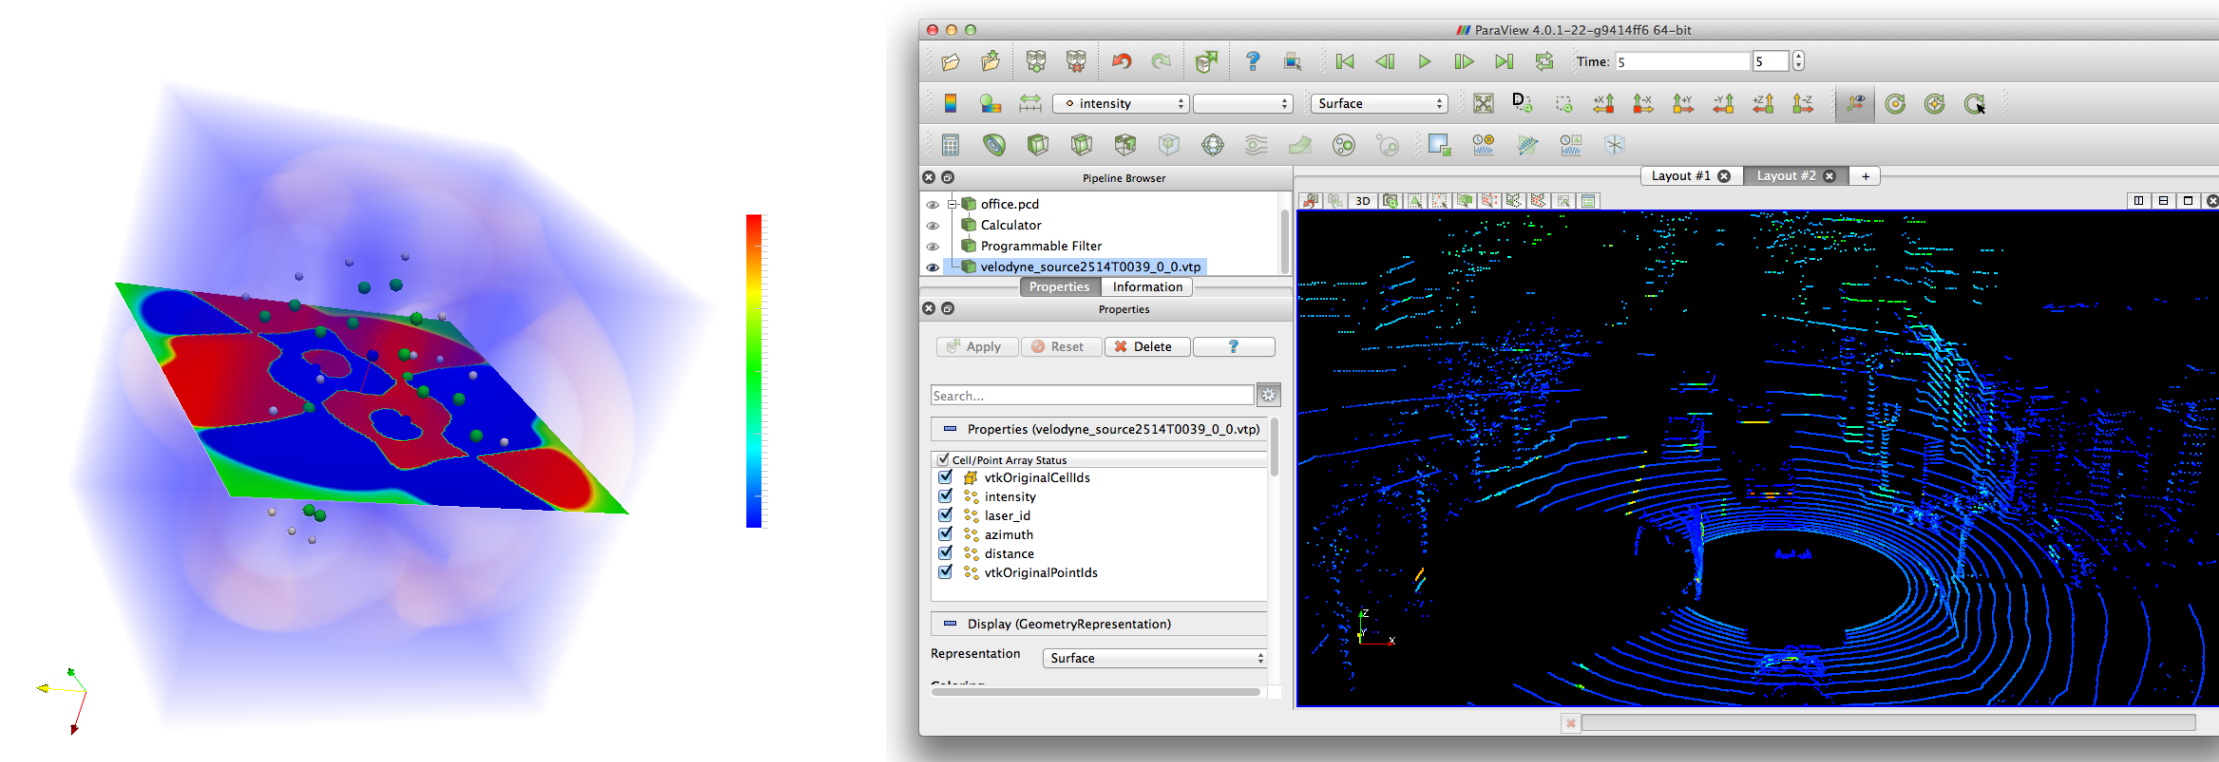 ParaView 4.0.1-22-g9414ff6 64-bit
Time: 5 5
intensity Surface
D
+X -X +Y -Y +Z -Z
Pipeline Browser
office.pcd
Calculator
Programmable Filter
velodyne_source2514T0039_0_0.vtp
Properties Information
Properties
Apply Reset Delete ?
Search...
Properties (velodyne_source2514T0039_0_0.vtp)
Cell/Point Array Status
vtkOriginalCellIds
intensity
laser_id
azimuth
distance
vtkOriginalPointIds
Display (GeometryRepresentation)
Representation Surface
Layout #1 Layout #2 +
3D
Z
Y
X